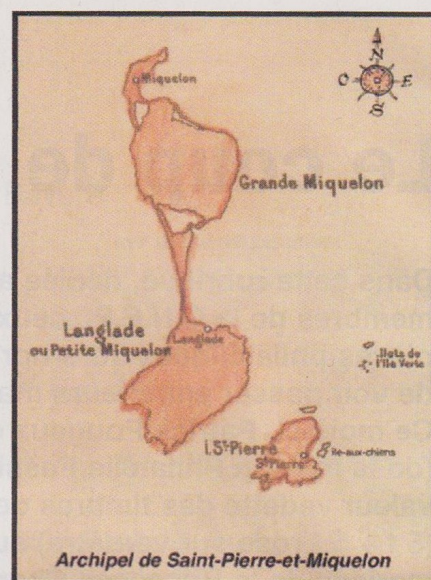 N
O E
S
Miquelon
Grande Miquelon
Langlade
ou Petite Miquelon
Langlade
Ilots de
l'Ile Verte
I. St-Pierre
St-Pierre
Ile-aux-chiens
Archipel de Saint-Pierre-et-Miquelon